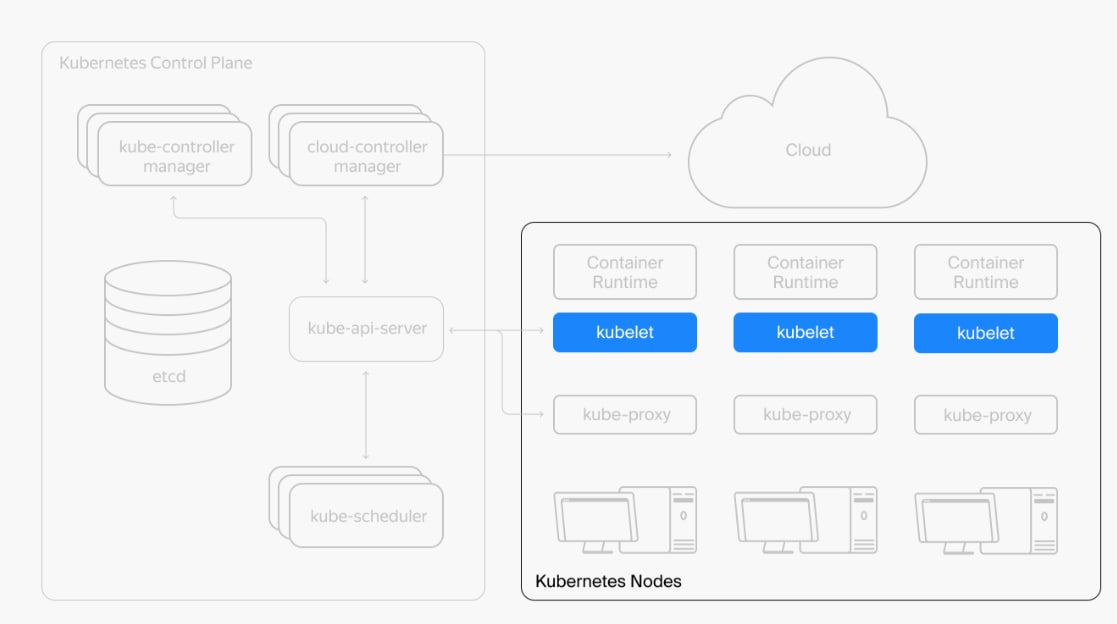 Kubernetes Control Plane
kube-controller
manager
cloud-controller
manager
Cloud
etcd
kube-api-server
kube-scheduler
Container
Runtime
Container
Runtime
Container
Runtime
kubelet
kubelet
kubelet
kube-proxy
kube-proxy
kube-proxy
Kubernetes Nodes